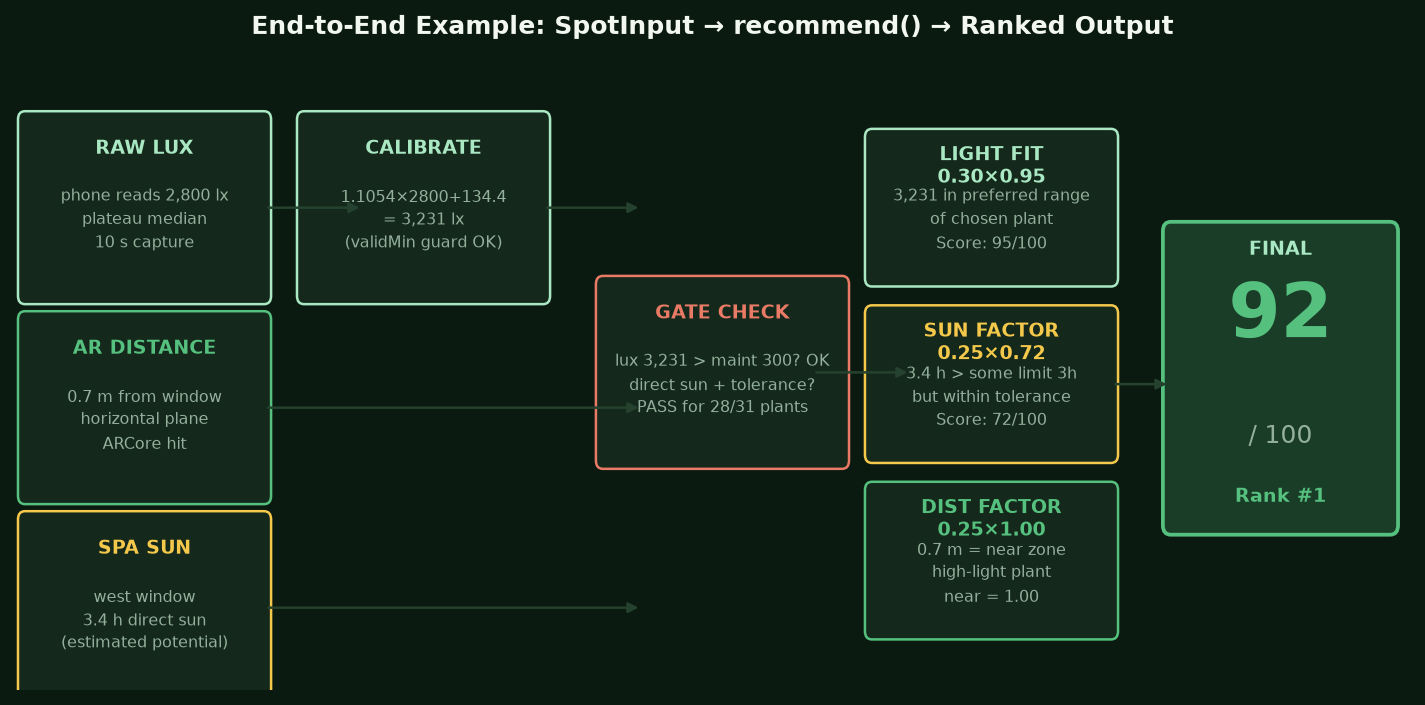 End-to-End Example: SpotInput → recommend() → Ranked Output
RAW LUX
phone reads 2,800 lx
plateau median
10 s capture
CALIBRATE
1.1054×2800+134.4
= 3,231 lx
(validMin guard OK)
AR DISTANCE
0.7 m from window
horizontal plane
ARCore hit
SPA SUN
west window
3.4 h direct sun
(estimated potential)
GATE CHECK
lux 3,231 > maint 300? OK
direct sun + tolerance?
PASS for 28/31 plants
LIGHT FIT
0.30×0.95
3,231 in preferred range
of chosen plant
Score: 95/100
SUN FACTOR
0.25×0.72
3.4 h > some limit 3h
but within tolerance
Score: 72/100
DIST FACTOR
0.25×1.00
0.7 m = near zone
high-light plant
near = 1.00
FINAL
92
/ 100
Rank #1